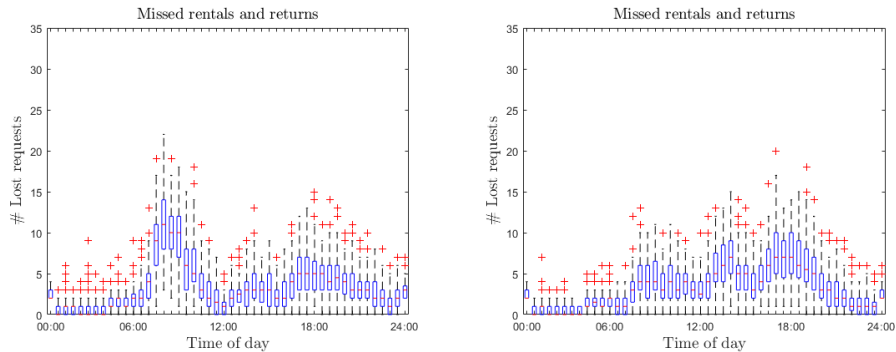 Missed rentals and returns
35
30
25
20
15
10
5
0
# Lost requests
00:00 06:00 12:00 18:00 24:00
Time of day
Missed rentals and returns
35
30
25
20
15
10
5
0
# Lost requests
00:00 06:00 12:00 18:00 24:00
Time of day